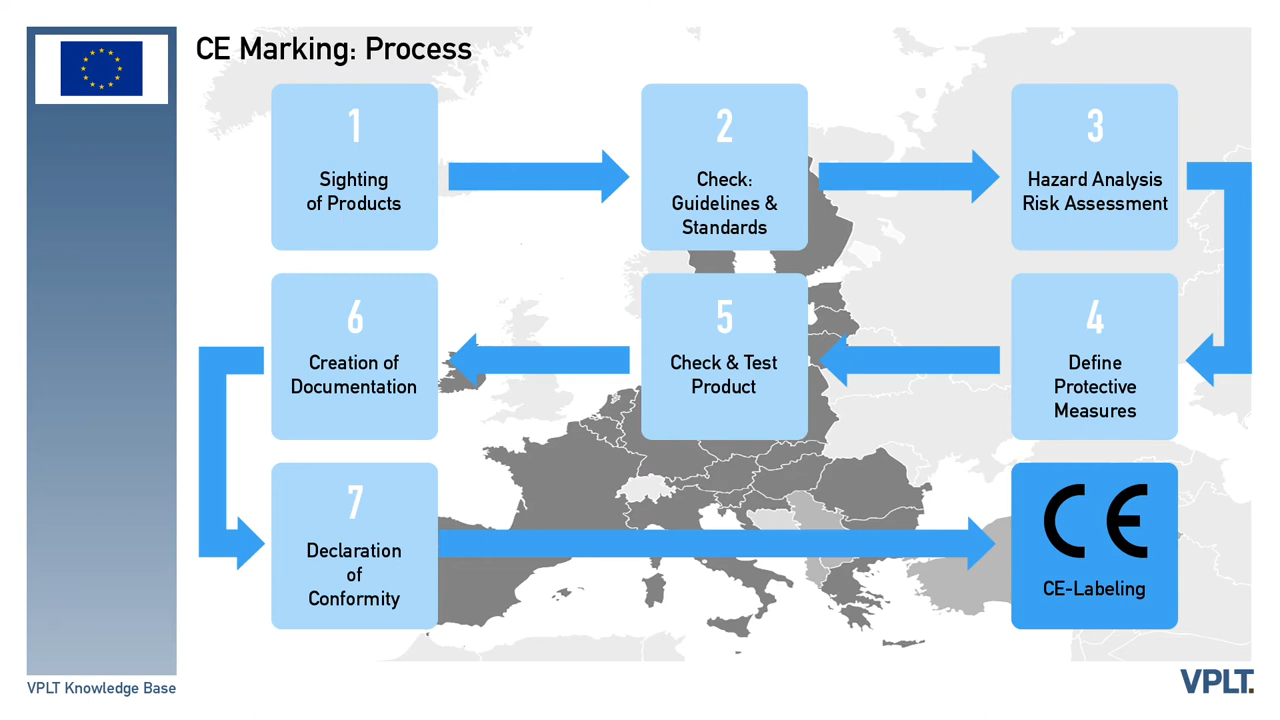 CE Marking: Process
1
Sighting
of Products
2
Check:
Guidelines &
Standards
3
Hazard Analysis
Risk Assessment
4
Define
Protective
Measures
5
Check & Test
Product
6
Creation of
Documentation
7
Declaration
of
Conformity
CE
CE-Labeling
VPLT Knowledge Base
VPLT.